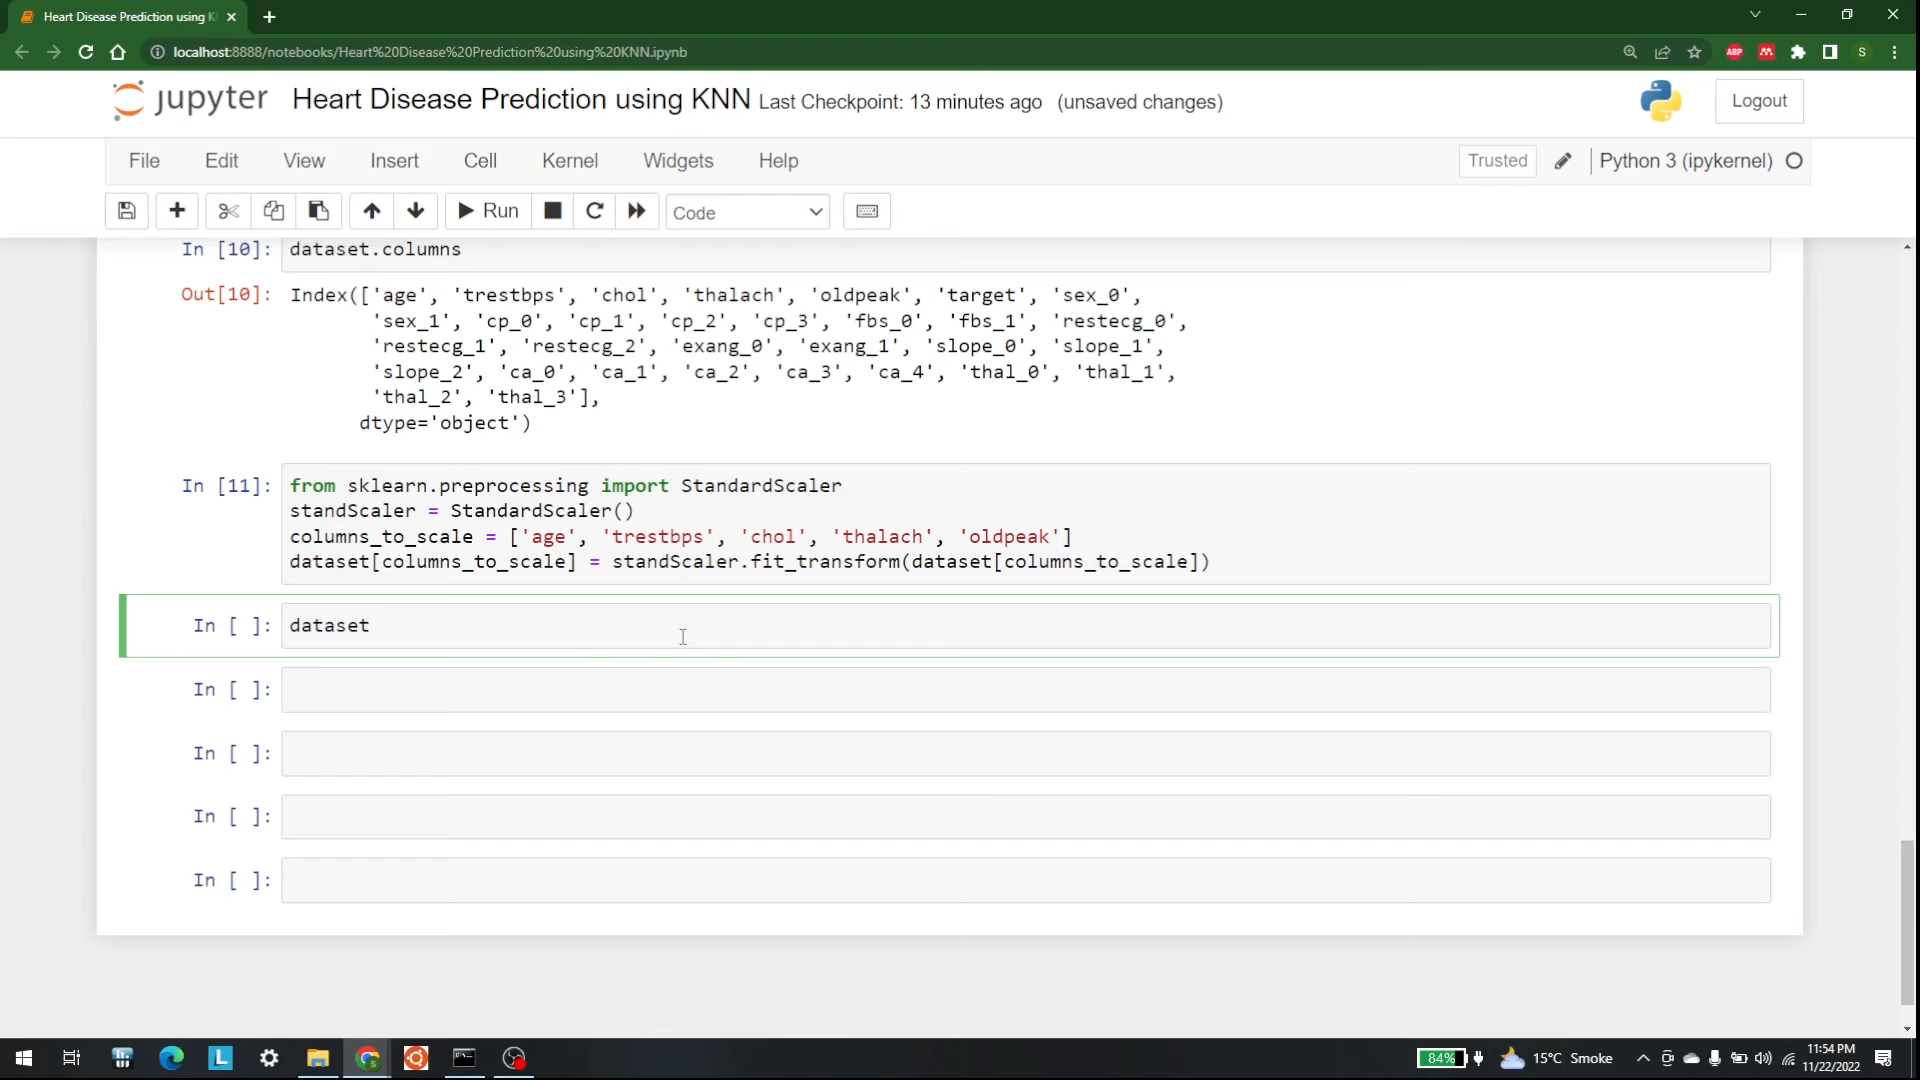 Heart Disease Prediction using K
localhost:8888/notebooks/Heart%20Disease%20Prediction%20using%20KNN.ipynb
ABP
S
jupyter Heart Disease Prediction using KNN Last Checkpoint: 13 minutes ago (unsaved changes)
Logout
File Edit View Insert Cell Kernel Widgets Help
Trusted Python 3 (ipykernel)
Run Code
In [10]: dataset.columns
Out[10]: Index(['age', 'trestbps', 'chol', 'thalach', 'oldpeak', 'target', 'sex_0',
'sex_1', 'cp_0', 'cp_1', 'cp_2', 'cp_3', 'fbs_0', 'fbs_1', 'restecg_0',
'restecg_1', 'restecg_2', 'exang_0', 'exang_1', 'slope_0', 'slope_1',
'slope_2', 'ca_0', 'ca_1', 'ca_2', 'ca_3', 'ca_4', 'thal_0', 'thal_1',
'thal_2', 'thal_3'],
dtype='object')
In [11]: from sklearn.preprocessing import StandardScaler
standScaler = StandardScaler()
columns_to_scale = ['age', 'trestbps', 'chol', 'thalach', 'oldpeak']
dataset[columns_to_scale] = standScaler.fit_transform(dataset[columns_to_scale])
In [ ]: dataset
In [ ]:
In [ ]:
In [ ]:
In [ ]:
L
84%
15°C Smoke
11:54 PM
11/22/2022